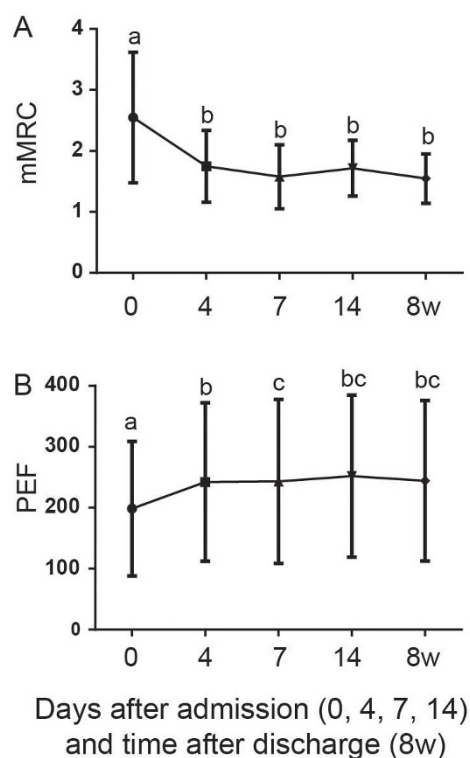 A
mMRC
4
3
2
1
0
a
b
b
b
b
0 4 7 14 8w
B
PEF
400
300
200
100
0
a
b
c
bc
bc
0 4 7 14 8w
Days after admission (0, 4, 7, 14)
and time after discharge (8w)